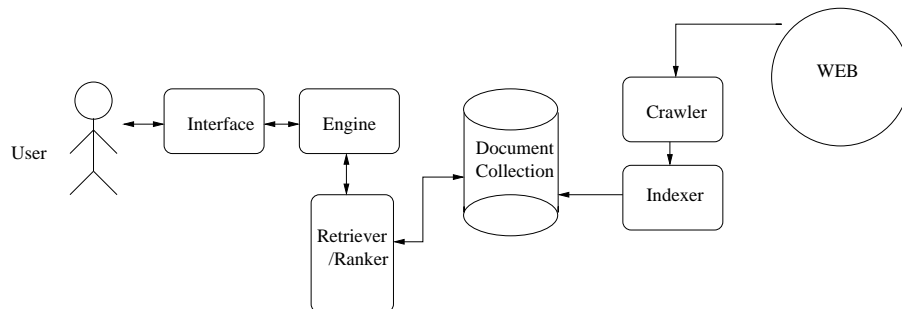 User
Interface
Engine
Retriever
/Ranker
Document
Collection
Crawler
Indexer
WEB